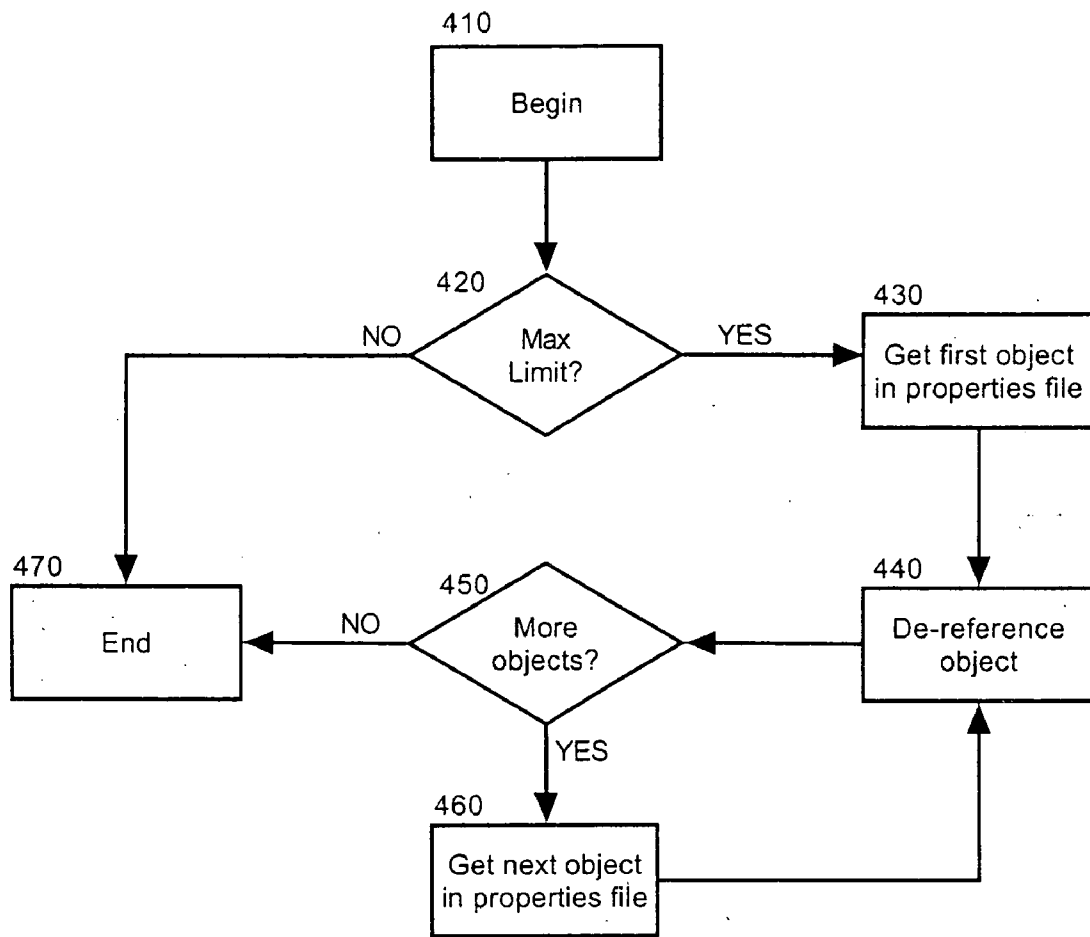 410
Begin
420
NO
Max
Limit?
YES
430
Get first object
in properties file
470
End
NO
450
More
objects?
440
De-reference
object
YES
460
Get next object
in properties file